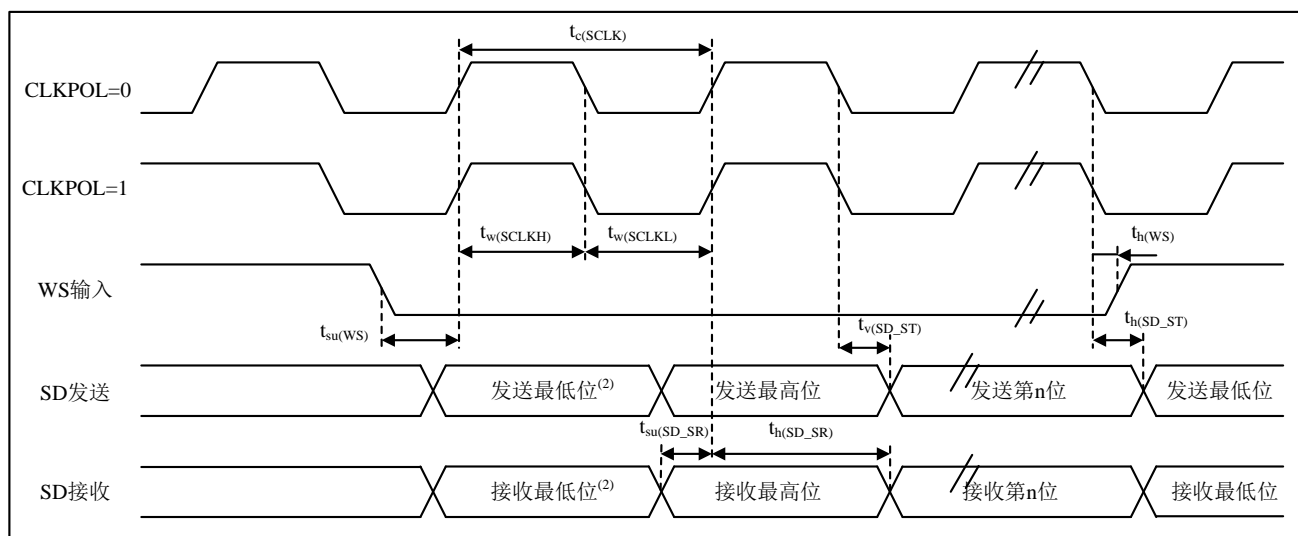 t_c(SCLK)
CLKPOL=0
CLKPOL=1
t_w(SCLKH) t_w(SCLKL)
t_h(WS)
WS输入
t_su(WS)
t_v(SD_ST)
t_h(SD_ST)
SD发送 发送最低位(2) 发送最高位 发送第n位 发送最低位
t_su(SD_SR) t_h(SD_SR)
SD接收 接收最低位(2) 接收最高位 接收第n位 接收最低位